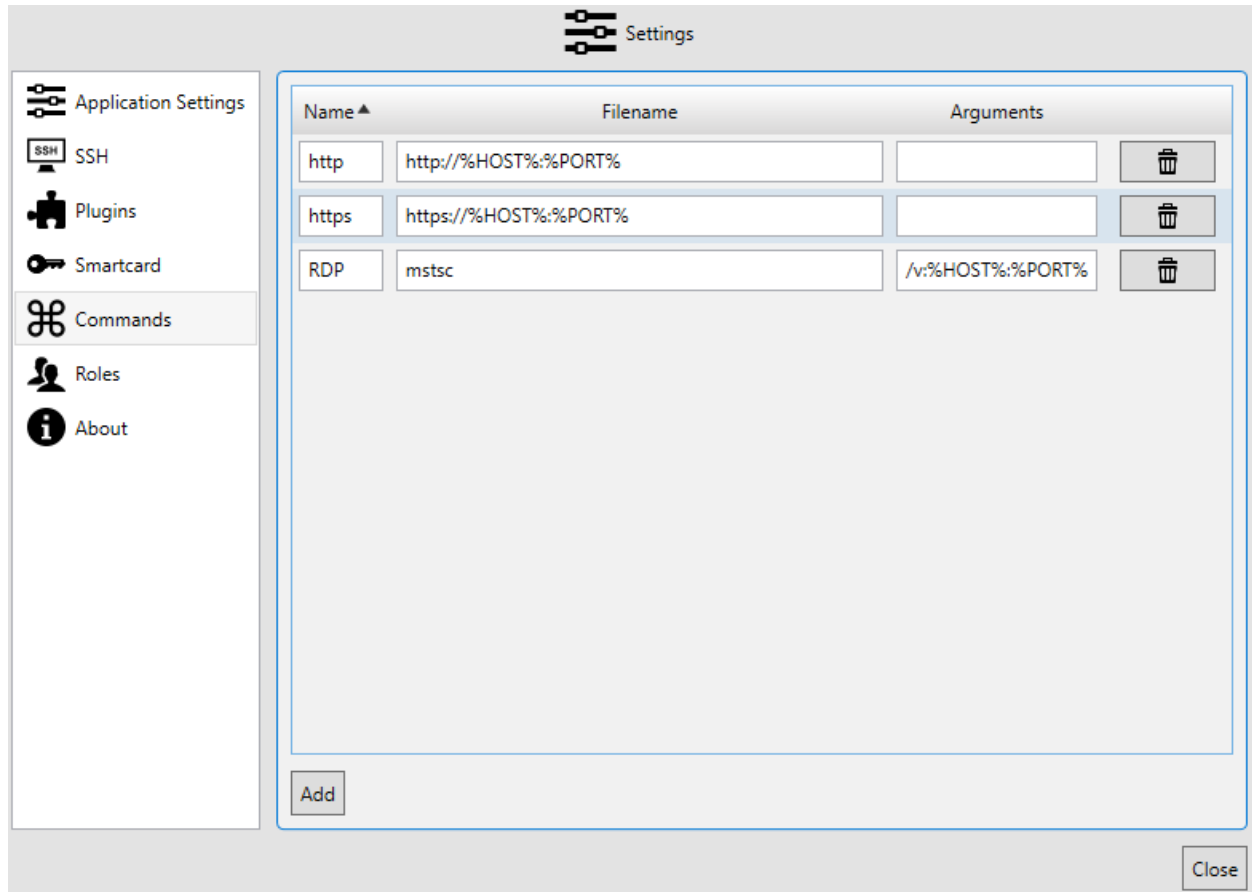 Settings
Application Settings
SSH SSH
Plugins
Smartcard
Commands
Roles
About
Name Filename Arguments
http http://%HOST%:%PORT%
https https://%HOST%:%PORT%
RDP mstsc /v:%HOST%:%PORT%
Add
Close